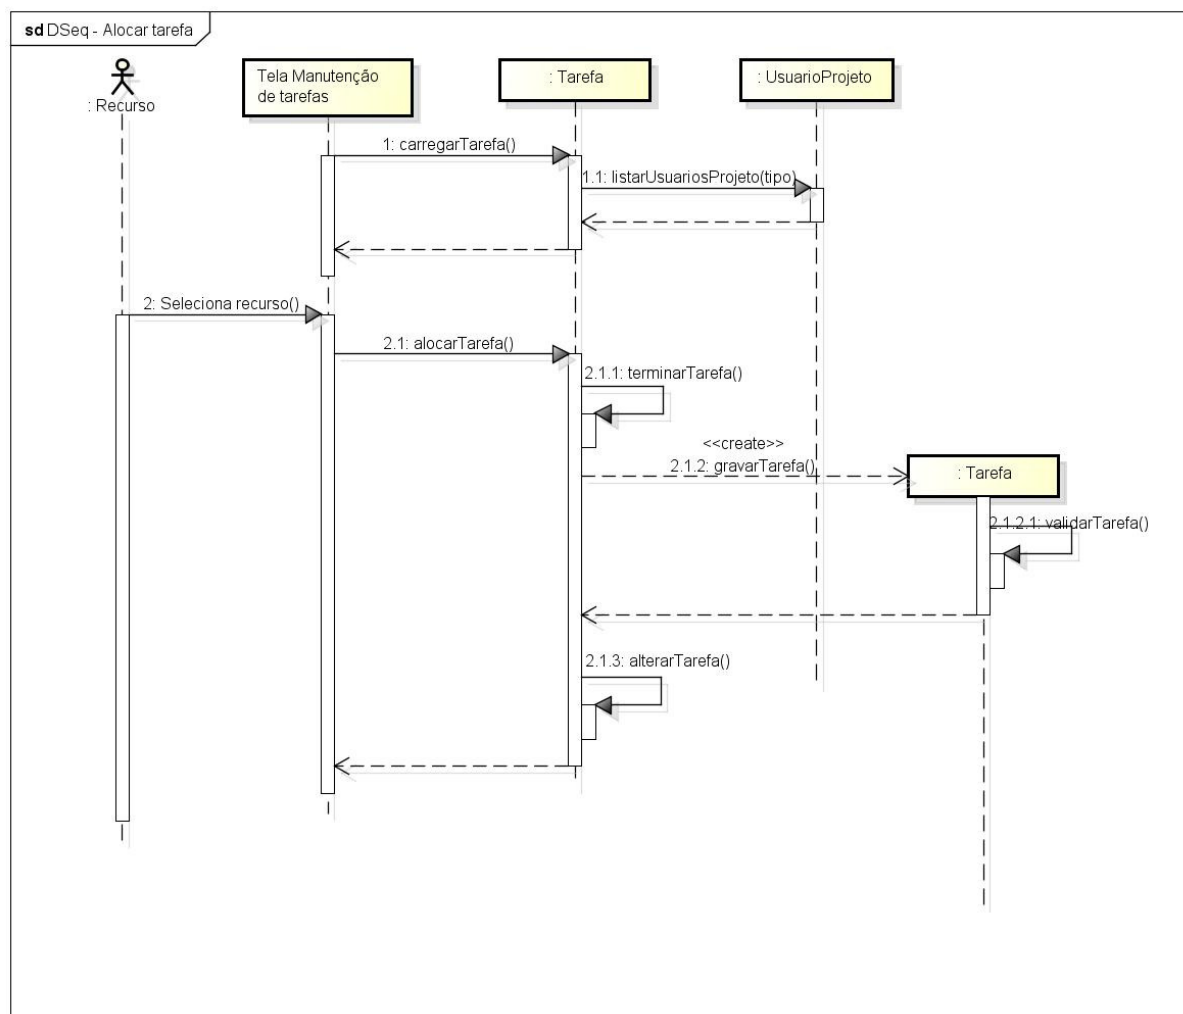 sd DSeq - Alocar tarefa
: Recurso
Tela Manutenção
de tarefas
: Tarefa
: UsuarioProjeto
1: carregarTarefa()
1.1: listarUsuariosProjeto(tipo)
2: Seleciona recurso()
2.1: alocarTarefa()
2.1.1: terminarTarefa()
<<create>>
2.1.2: gravarTarefa()
: Tarefa
2.1.2.1: validarTarefa()
2.1.3: alterarTarefa()